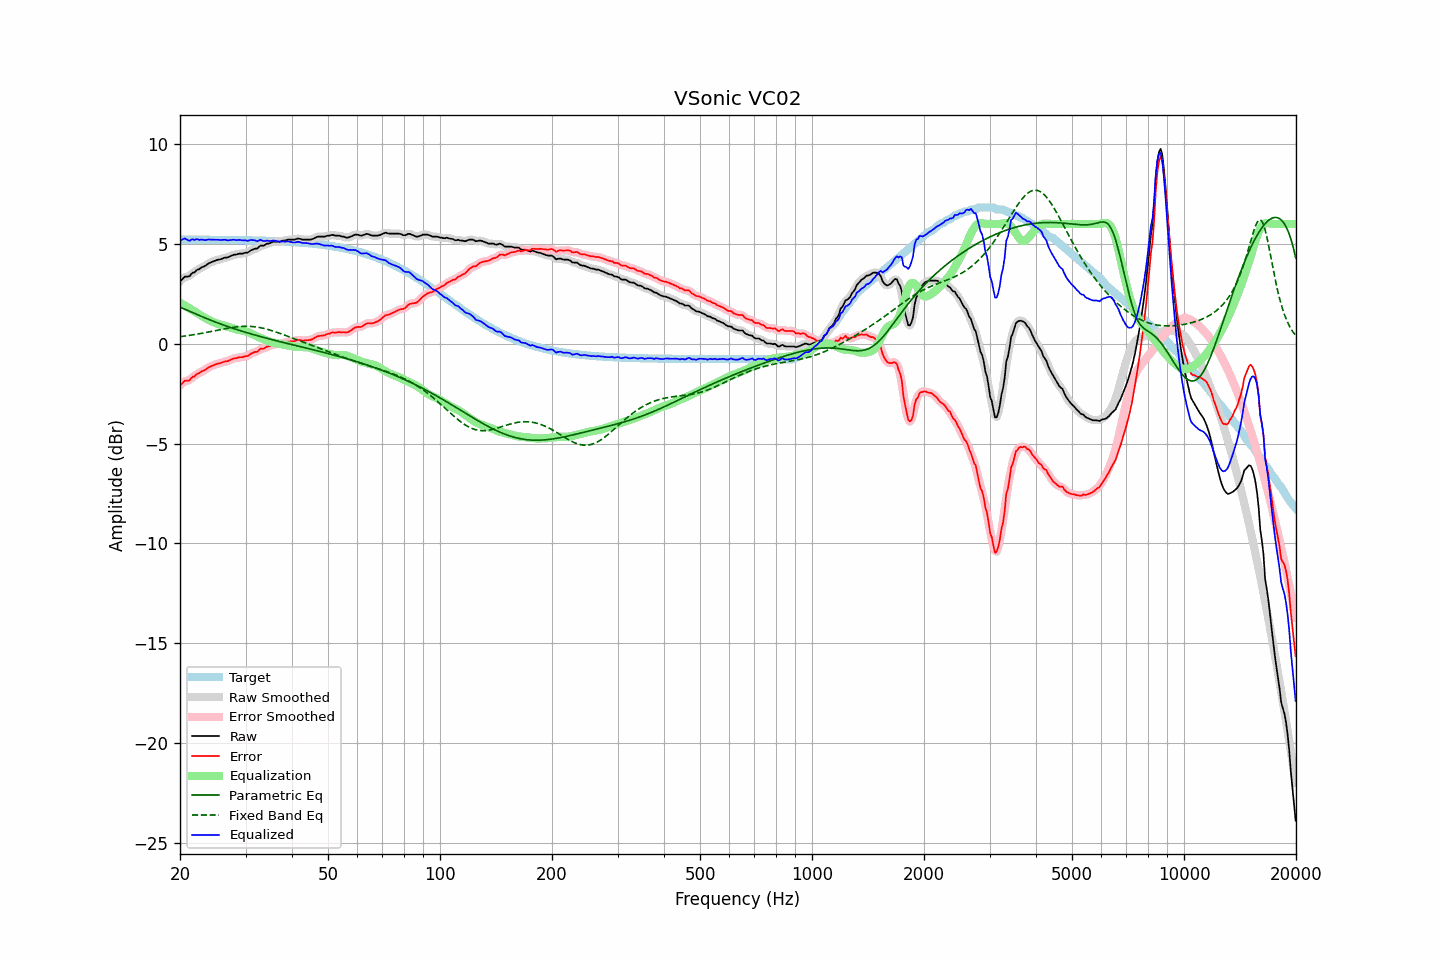 VSonic VC02
10
5
0
−5
−10
−15
−20
−25
Amplitude (dBr)
Target
Raw Smoothed
Error Smoothed
Raw
Error
Equalization
Parametric Eq
Fixed Band Eq
Equalized
20 50 100 200 500 1000 2000 5000 10000 20000
Frequency (Hz)